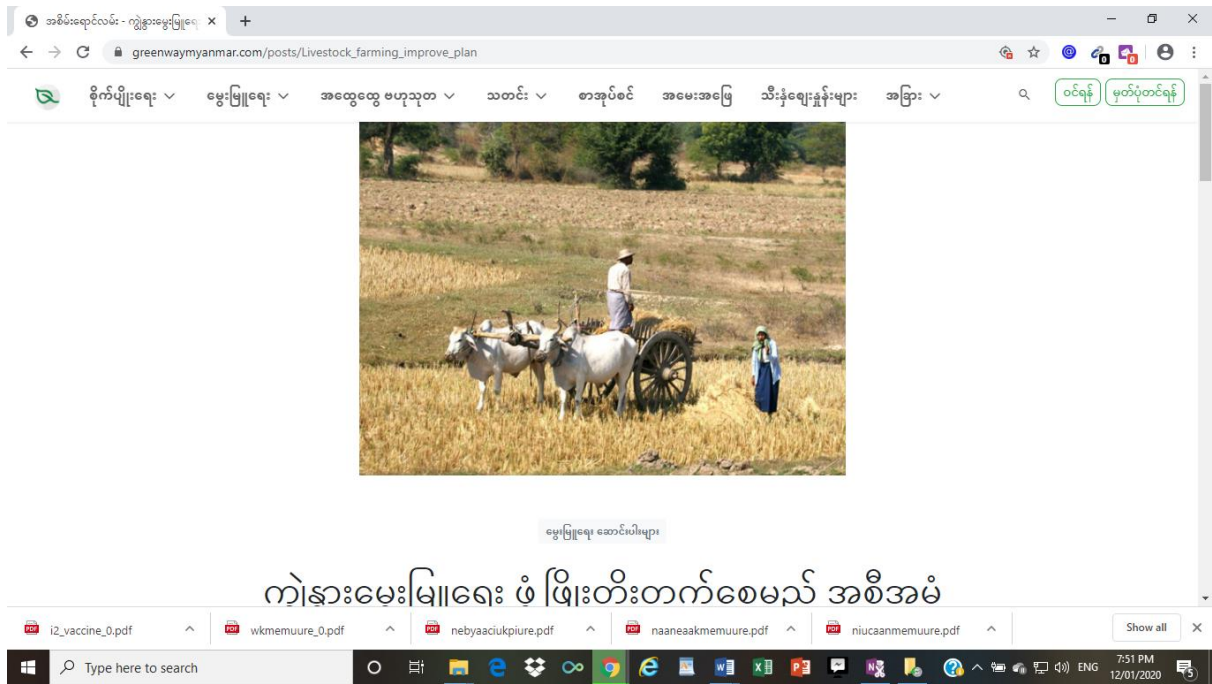 အစိမ်းရောင်လမ်း - ကျွဲနွားမွေးမြူရေ
greenwaymyanmar.com/posts/Livestock_farming_improve_plan
0 0
စိုက်ပျိုးရေး မွေးမြူရေး အထွေထွေ ဗဟုသုတ သတင်း စာအုပ်စင် အမေးအဖြေ သီးနှံဈေးနှုန်းများ အခြား ဝင်ရန် မှတ်ပုံတင်ရန်
မွေးမြူရေး ဆောင်းပါးများ
ကျွဲနွားမွေးမြူရေး ဖွံ့ဖြိုးတိုးတက်စေမည့် အစီအမံ
i2_vaccine_0.pdf wkmemuure_0.pdf nebyaaciukpiure.pdf naaneaakmemuure.pdf niucaanmemuure.pdf Show all
Type here to search ENG 7:51 PM
12/01/2020 5